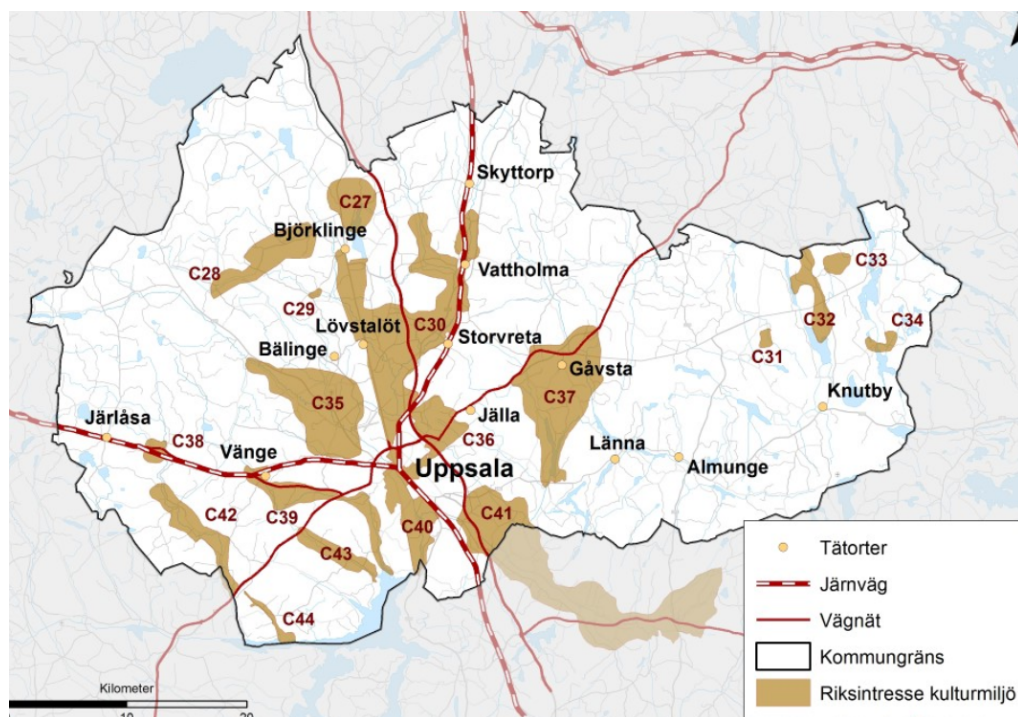 Skyttorp
C27
Björklinge
Vattholma
C28
C33
C29
Lövstalöt
C30
C32
C34
Storvreta
Bälinge
C31
Gåvsta
C35
C37
Knutby
Järlåsa
Jälla
C38
C36
Vänge
Länna
Almunge
Uppsala
C42
C39
C40
C41
C43
C44
Tätorter
Järnväg
Vägnät
Kommungräns
Riksintresse kulturmiljö
Kilometer
10
20